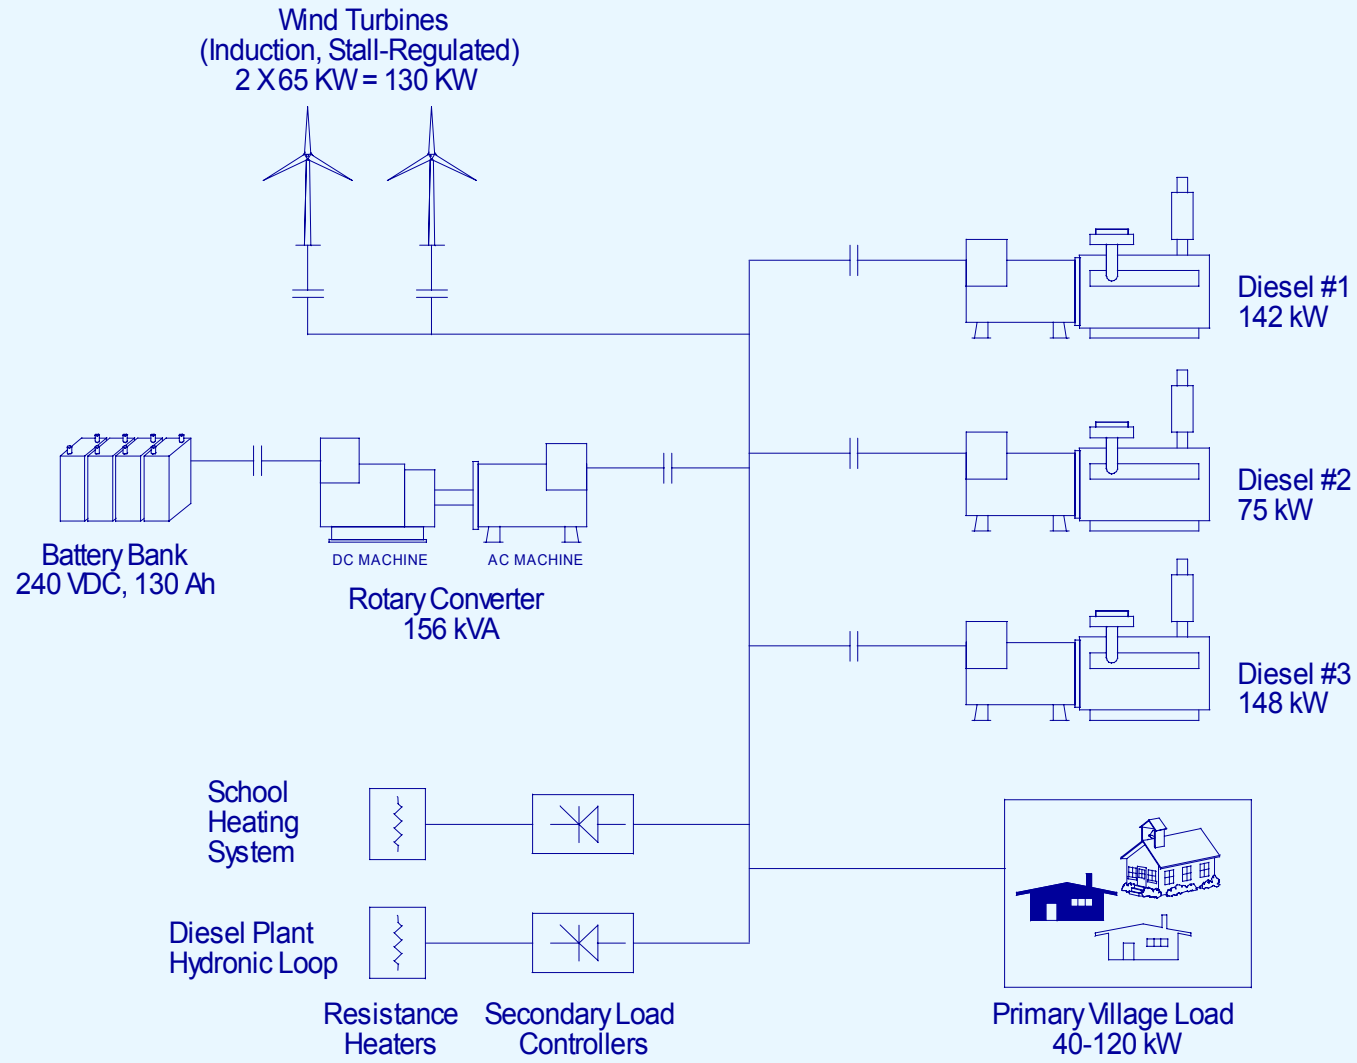 Wind Turbines
(Induction, Stall-Regulated)
2 X 65 KW = 130 KW
Diesel #1
142 kW
Diesel #2
75 kW
Battery Bank
240 VDC, 130 Ah
DC MACHINE
AC MACHINE
Rotary Converter
156 kVA
Diesel #3
148 kW
School
Heating
System
Diesel Plant
Hydronic Loop
Resistance
Heaters
Secondary Load
Controllers
Primary Village Load
40-120 kW